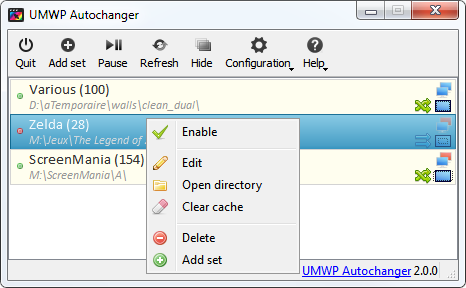 UMWP Autochanger
Quit Add set Pause Refresh Hide Configuration Help
Various (100)
D:\aTemporaire\walls\clean_dual\
Zelda (28)
M:\Jeux\The Legend of
ScreenMania (154)
M:\ScreenMania\A\
Enable
Edit
Open directory
Clear cache
Delete
Add set
UMWP Autochanger 2.0.0